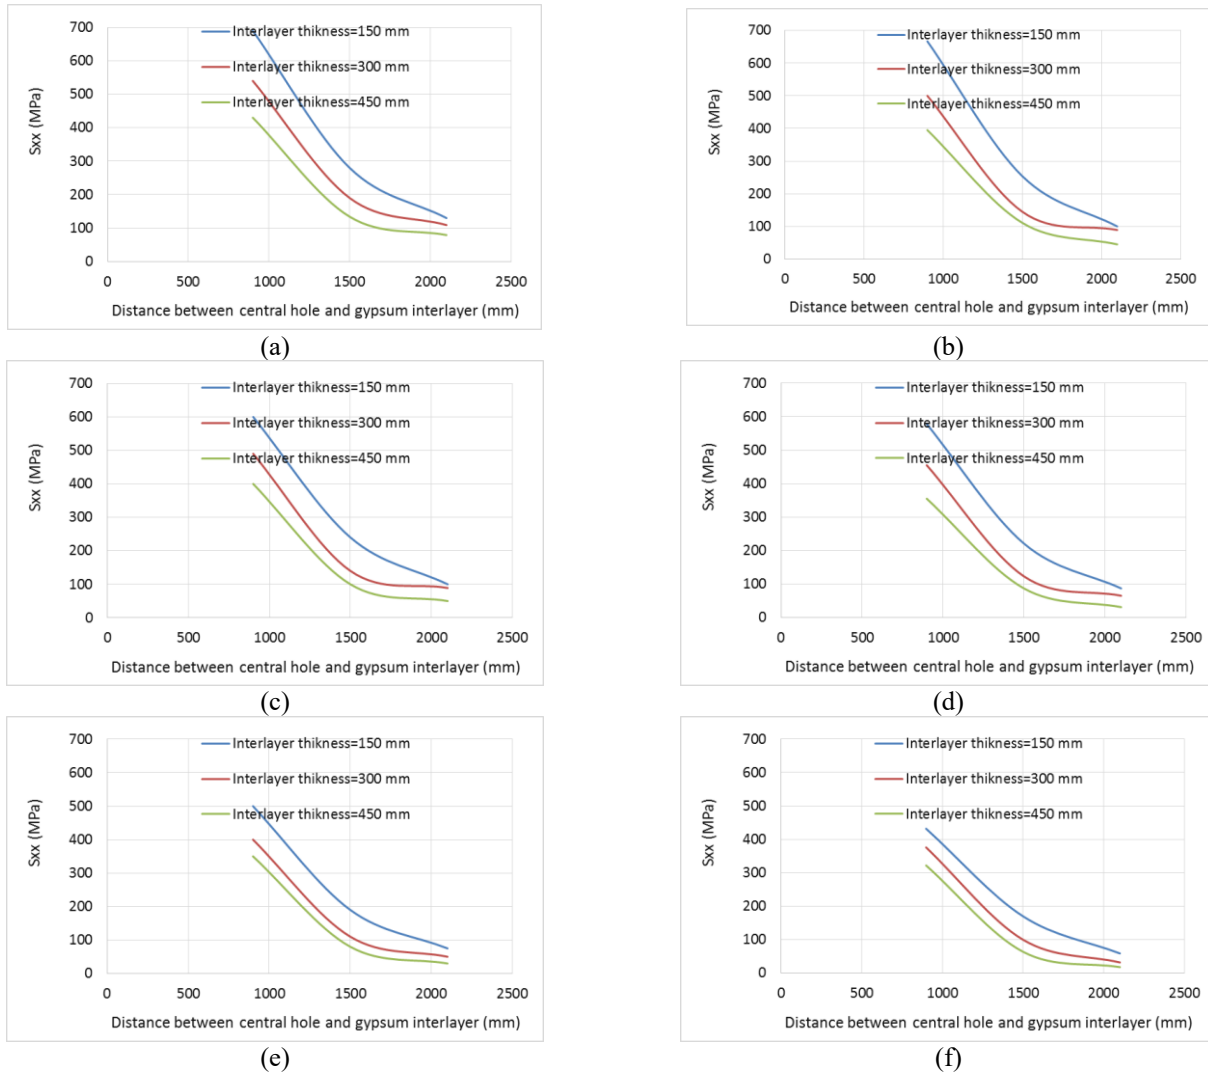 700
600
500
400
300
200
100
0
Sxx (MPa)
Interlayer thikness=150 mm
Interlayer thikness=300 mm
Interlayer thikness=450 mm
0 500 1000 1500 2000 2500
Distance between central hole and gypsum interlayer (mm)
(a)
700
600
500
400
300
200
100
0
Sxx (MPa)
Interlayer thikness=150 mm
Interlayer thikness=300 mm
Interlayer thikness=450 mm
0 500 1000 1500 2000 2500
Distance between central hole and gypsum interlayer (mm)
(b)
700
600
500
400
300
200
100
0
Sxx (MPa)
Interlayer thikness=150 mm
Interlayer thikness=300 mm
Interlayer thikness=450 mm
0 500 1000 1500 2000 2500
Distance between central hole and gypsum interlayer (mm)
(c)
700
600
500
400
300
200
100
0
Sxx (MPa)
Interlayer thikness=150 mm
Interlayer thikness=300 mm
Interlayer thikness=450 mm
0 500 1000 1500 2000 2500
Distance between central hole and gypsum interlayer (mm)
(d)
700
600
500
400
300
200
100
0
Sxx (MPa)
Interlayer thikness=150 mm
Interlayer thikness=300 mm
Interlayer thikness=450 mm
0 500 1000 1500 2000 2500
Distance between central hole and gypsum interlayer (mm)
(e)
700
600
500
400
300
200
100
0
Sxx (MPa)
Interlayer thikness=150 mm
Interlayer thikness=300 mm
Interlayer thikness=450 mm
0 500 1000 1500 2000 2500
Distance between central hole and gypsum interlayer (mm)
(f)